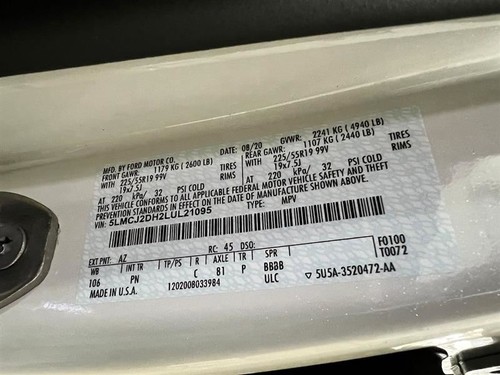 MFD. BY FORD MOTOR CO.
DATE: 08/20 GVWR: 2241 KG (4940 LB)
FRONT GAWR: 1179 KG (2600 LB) REAR GAWR: 1107 KG (2440 LB)
WITH 225/55R19 99V TIRES WITH 225/55R19 99V TIRES
19x7.5J RIMS 19x7.5J RIMS
AT 220 kPa/ 32 PSI COLD AT 220 kPa/ 32 PSI COLD
THIS VEHICLE CONFORMS TO ALL APPLICABLE FEDERAL MOTOR VEHICLE SAFETY AND THEFT
PREVENTION STANDARDS IN EFFECT ON THE DATE OF MANUFACTURE SHOWN ABOVE.
VIN: 5LMCJ2DH2LUL21095 TYPE: MPV
EXT PNT: AZ RC: 45 DSO: F0100
WB INT TR TP/PS R AXLE TR SPR T0072
106 PN C 81 P BBBB
MADE IN U.S.A. 120200803​3984 ULC 5U5A-3520472-AA